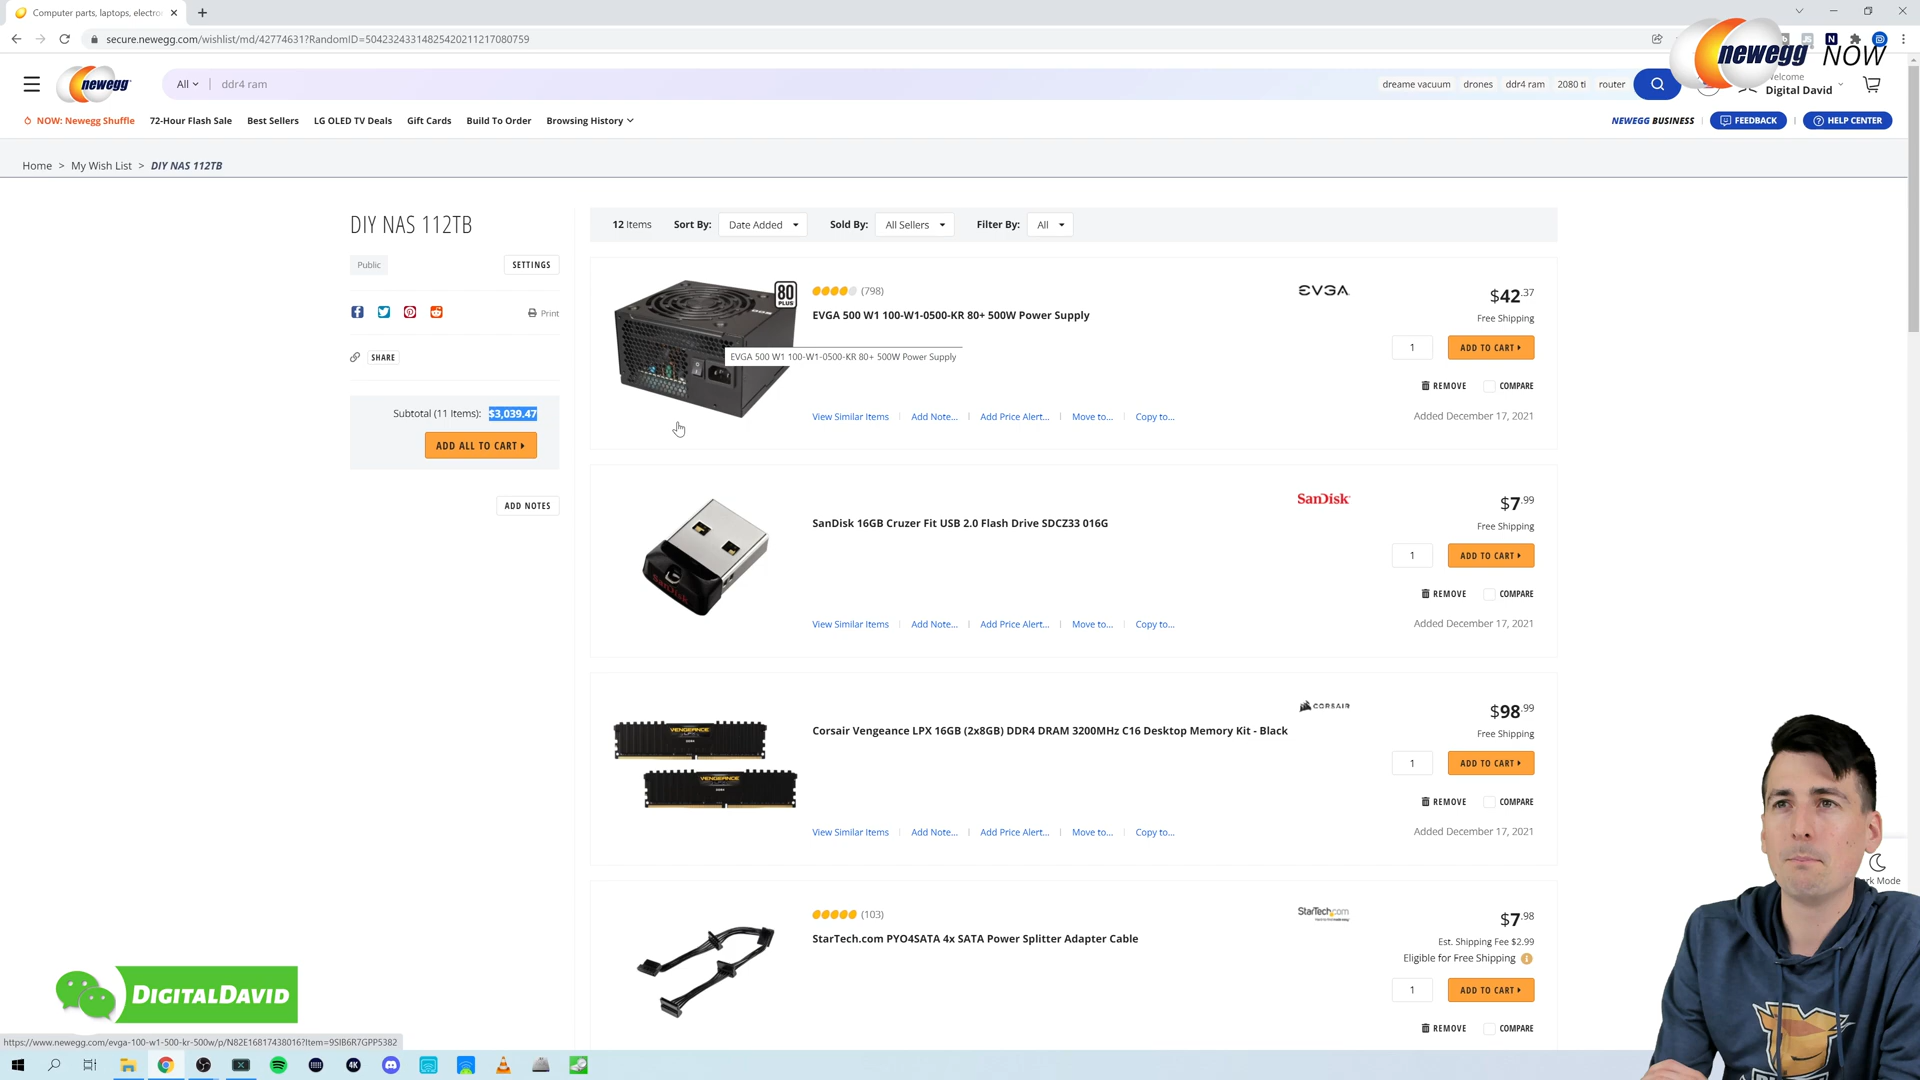 Computer parts, laptops, electro
secure.newegg.com/wishlist/md/42774631?RandomID=50423243314825420211217080759
newegg NOW
newegg
All
ddr4 ram
dreame vacuum
drones
ddr4 ram
2080 ti
router
Welcome
Digital David
NOW: Newegg Shuffle
72-Hour Flash Sale
Best Sellers
LG OLED TV Deals
Gift Cards
Build To Order
Browsing History
NEWEGG BUSINESS
FEEDBACK
HELP CENTER
Home > My Wish List > DIY NAS 112TB
DIY NAS 112TB
Public
SETTINGS
Print
SHARE
Subtotal (11 Items): $3,039.47
ADD ALL TO CART
ADD NOTES
12 Items
Sort By: Date Added
Sold By: All Sellers
Filter By: All
80 PLUS
(798)
EVGA 500 W1 100-W1-0500-KR 80+ 500W Power Supply
EVGA 500 W1 100-W1-0500-KR 80+ 500W Power Supply
View Similar Items | Add Note... | Add Price Alert... | Move to... | Copy to...
EVGA
$42.37
Free Shipping
1
ADD TO CART
REMOVE
COMPARE
Added December 17, 2021
SanDisk 16GB Cruzer Fit USB 2.0 Flash Drive SDCZ33 016G
View Similar Items | Add Note... | Add Price Alert... | Move to... | Copy to...
SanDisk
$7.99
Free Shipping
1
ADD TO CART
REMOVE
COMPARE
Added December 17, 2021
VENGEANCE
VENGEANCE
Corsair Vengeance LPX 16GB (2x8GB) DDR4 DRAM 3200MHz C16 Desktop Memory Kit - Black
View Similar Items | Add Note... | Add Price Alert... | Move to... | Copy to...
CORSAIR
$98.99
Free Shipping
1
ADD TO CART
REMOVE
COMPARE
Added December 17, 2021
(103)
StarTech.com PYO4SATA 4x SATA Power Splitter Adapter Cable
StarTech.com
$7.98
Est. Shipping Fee $2.99
Eligible for Free Shipping
1
ADD TO CART
REMOVE
COMPARE
rk Mode
DIGITALDAVID
https://www.newegg.com/evga-100-w1-500-kr-500w/p/N82E16817438016?Item=9SIB6R7GPP5382
4K